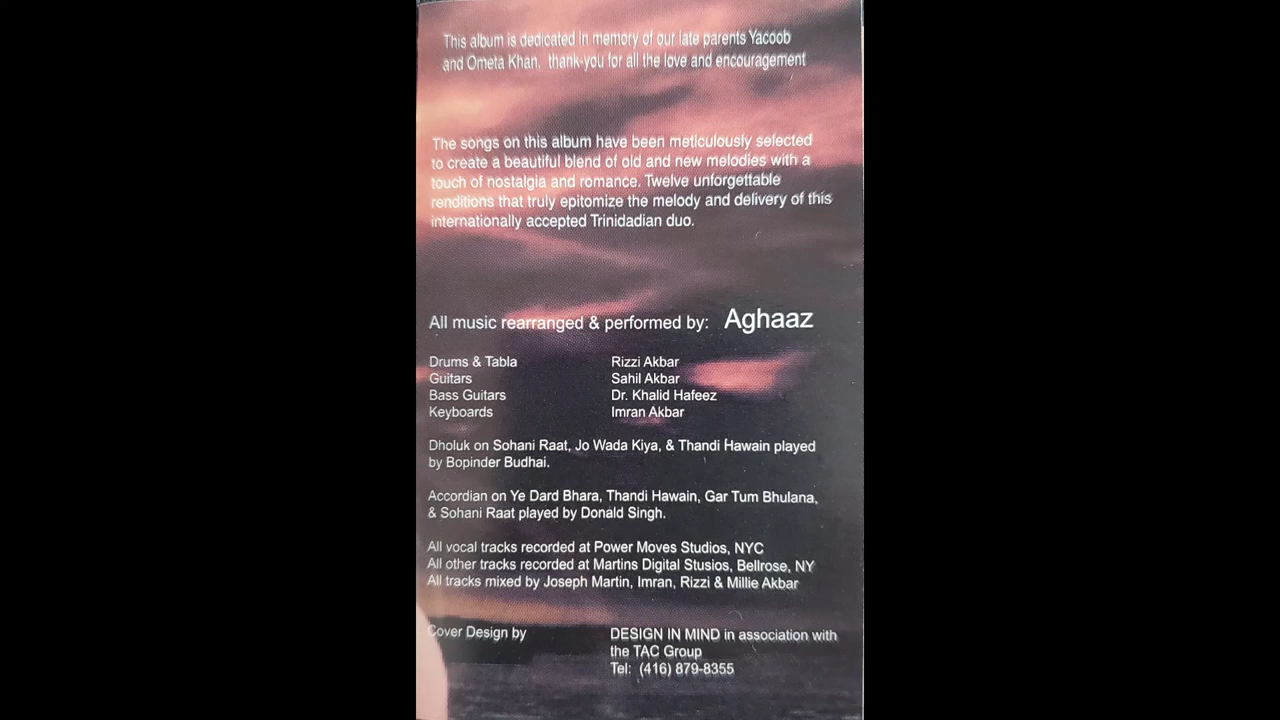 This album is dedicated in memory of our late parents Yacoob
and Ometa Khan, thank-you for all the love and encouragement
The songs on this album have been meticulously selected
to create a beautiful blend of old and new melodies with a
touch of nostalgia and romance. Twelve unforgettable
renditions that truly epitomize the melody and delivery of this
internationally accepted Trinidadian duo.
All music rearranged & performed by: Aghaaz
Drums & Tabla Rizzi Akbar
Guitars Sahil Akbar
Bass Guitars Dr. Khalid Hafeez
Keyboards Imran Akbar
Dholuk on Sohani Raat, Jo Wada Kiya, & Thandi Hawain played
by Bopinder Budhai.
Accordian on Ye Dard Bhara, Thandi Hawain, Gar Tum Bhulana,
& Sohani Raat played by Donald Singh.
All vocal tracks recorded at Power Moves Studios, NYC
All other tracks recorded at Martins Digital Stusios, Bellrose, NY
All tracks mixed by Joseph Martin, Imran, Rizzi & Millie Akbar
Cover Design by DESIGN IN MIND in association with
the TAC Group
Tel: (416) 879-8355